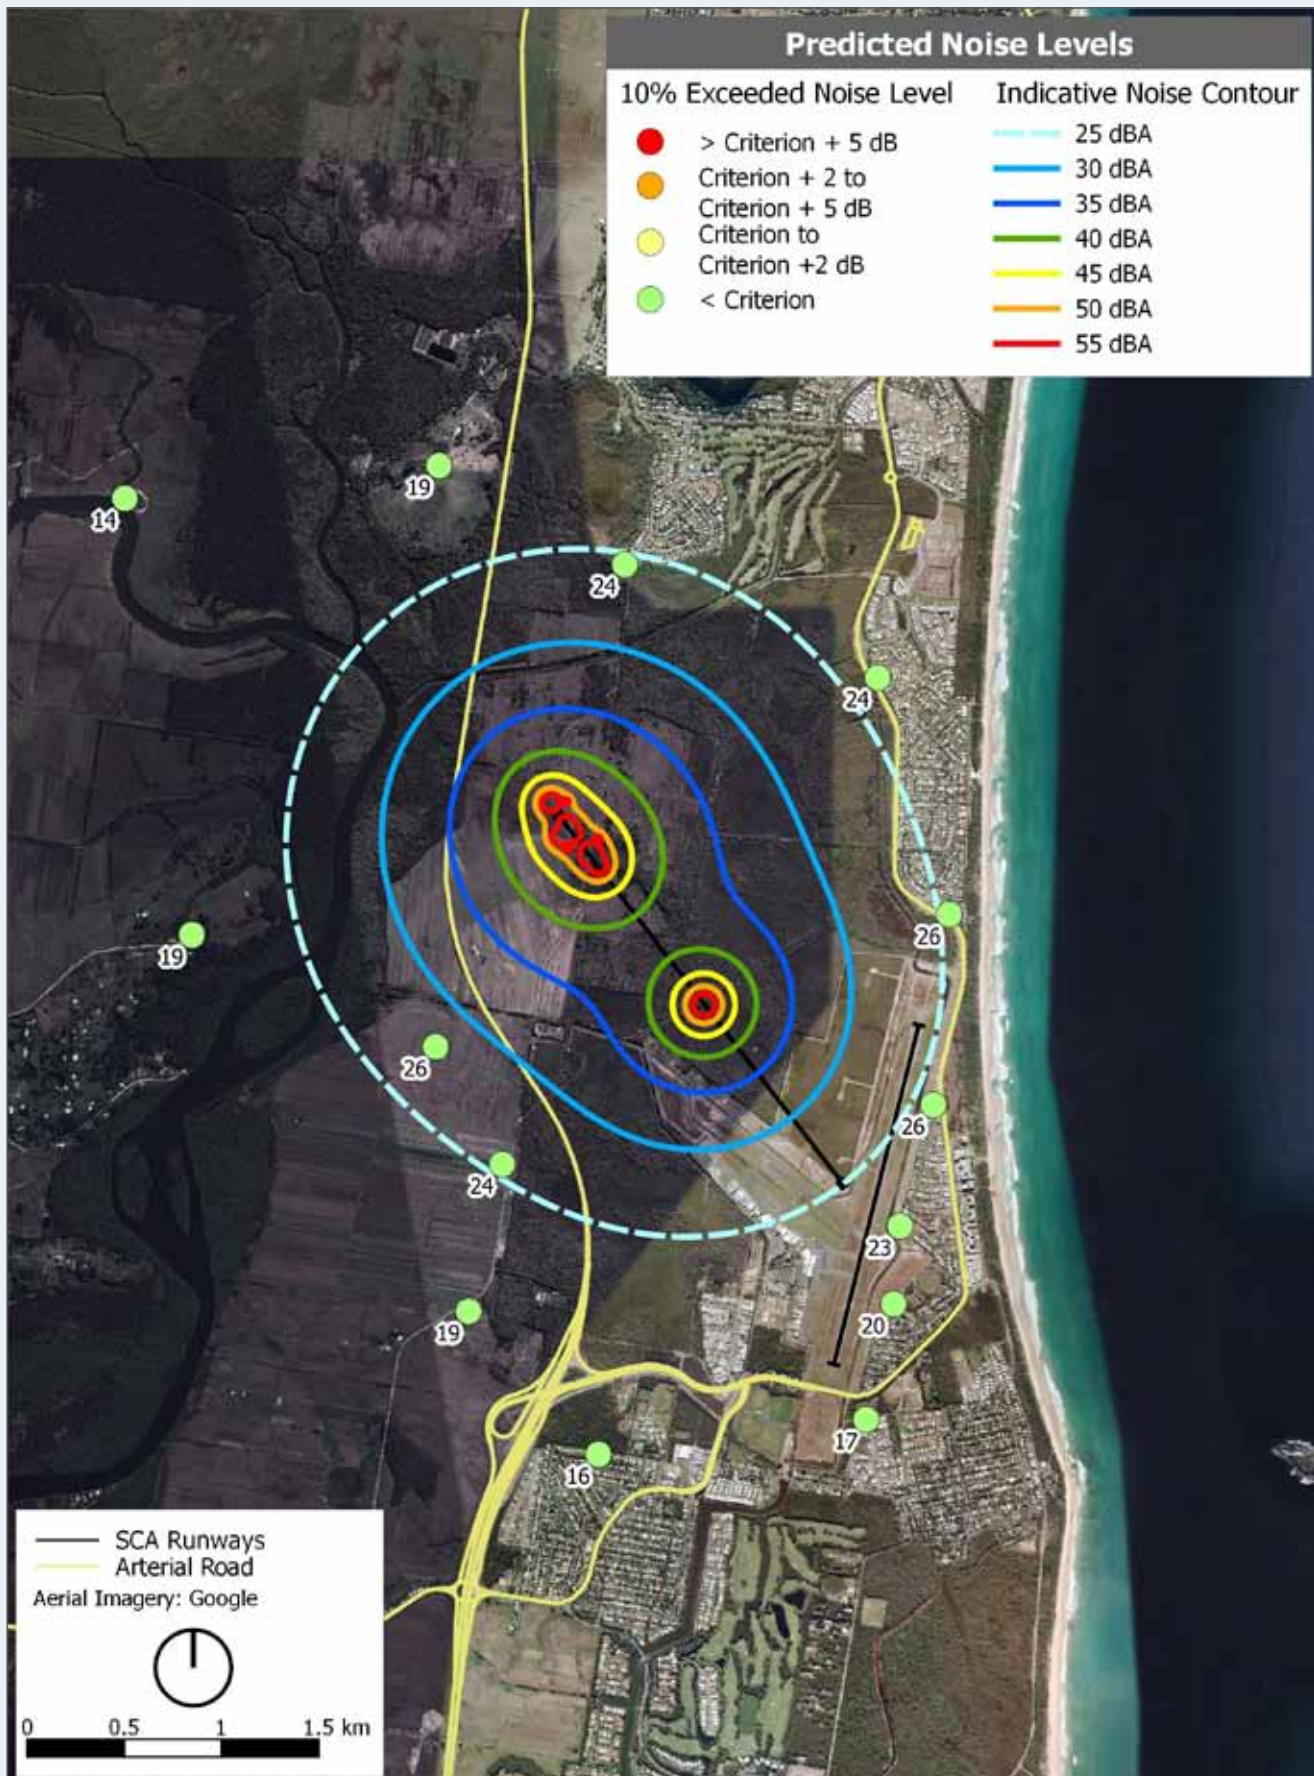 Predicted Noise Levels
10% Exceeded Noise Level
> Criterion + 5 dB
Criterion + 2 to
Criterion + 5 dB
Criterion to
Criterion +2 dB
< Criterion
Indicative Noise Contour
25 dBA
30 dBA
35 dBA
40 dBA
45 dBA
50 dBA
55 dBA
19
14
24
24
26
19
26
26
24
23
19
20
17
16
SCA Runways
Arterial Road
Aerial Imagery: Google
0 0.5 1 1.5 km